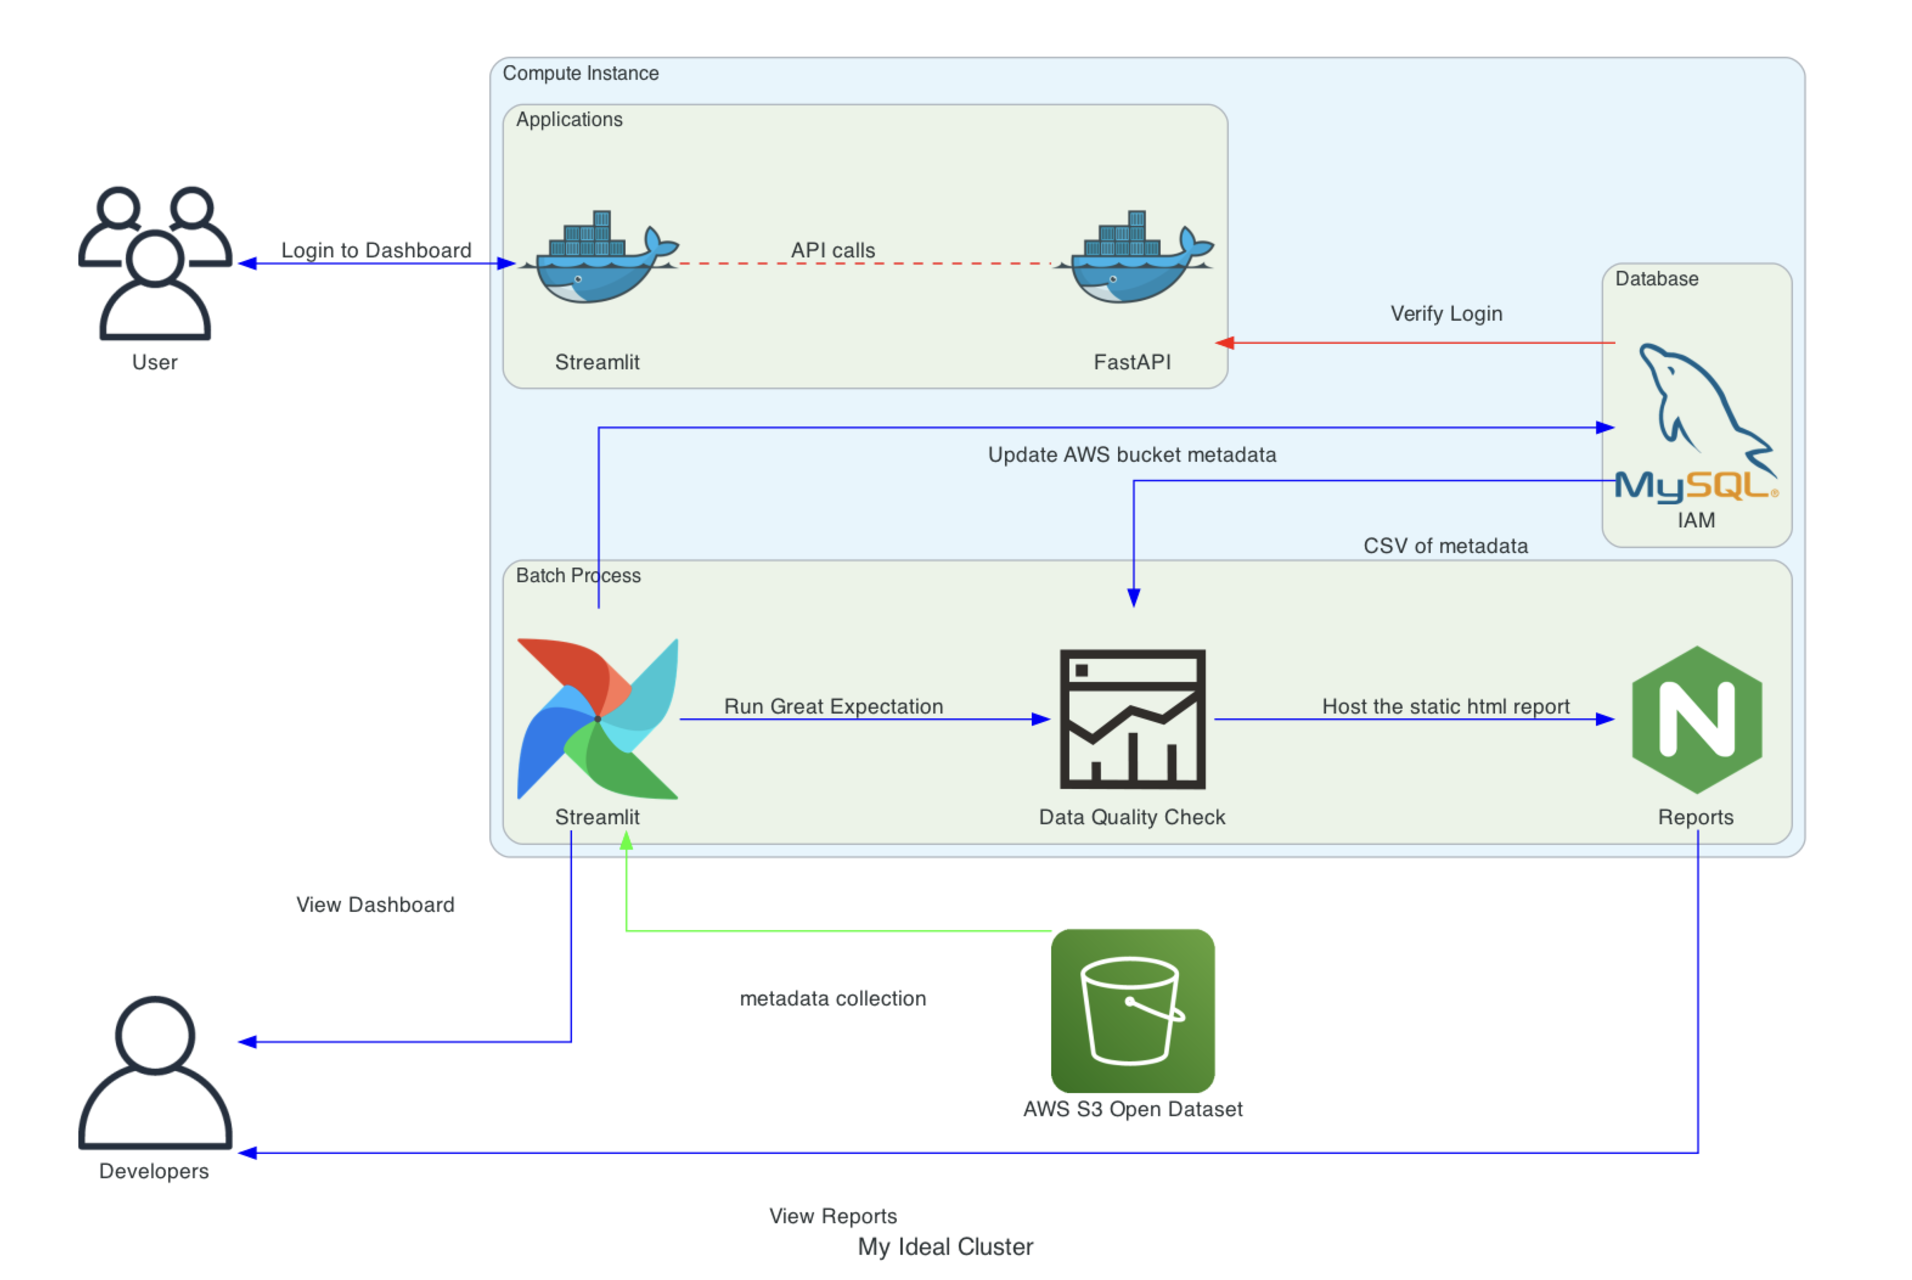 Compute Instance
Applications
Login to Dashboard
API calls
User
Streamlit
FastAPI
Verify Login
Database
MySQL®
IAM
Update AWS bucket metadata
CSV of metadata
Batch Process
Run Great Expectation
Host the static html report
Streamlit
Data Quality Check
N
Reports
View Dashboard
metadata collection
AWS S3 Open Dataset
Developers
View Reports
My Ideal Cluster